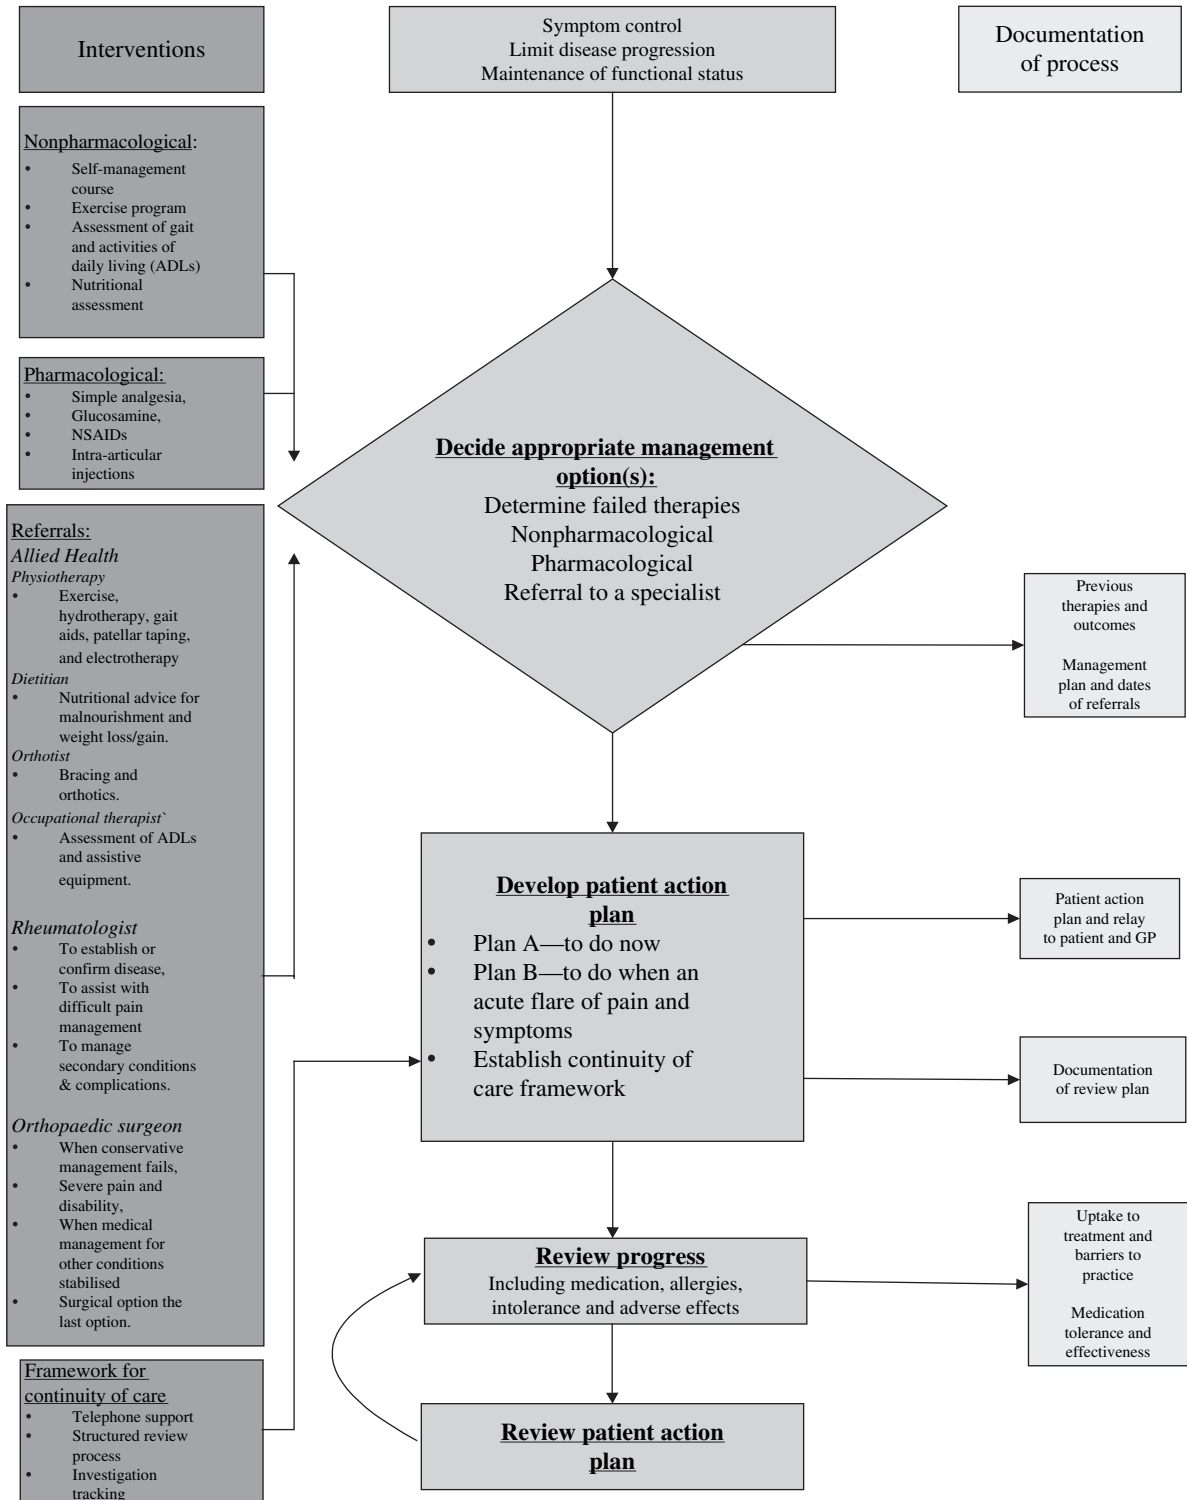 Interventions
Nonpharmacological:
• Self-management
course
• Exercise program
• Assessment of gait
and activities of
daily living (ADLs)
• Nutritional
assessment
Pharmacological:
• Simple analgesia,
• Glucosamine,
• NSAIDs
• Intra-articular
injections
Referrals:
Allied Health
Physiotherapy
• Exercise,
hydrotherapy, gait
aids, patellar taping,
and electrotherapy
Dietitian
• Nutritional advice for
malnourishment and
weight loss/gain.
Orthotist
• Bracing and
orthotics.
Occupational therapist`
• Assessment of ADLs
and assistive
equipment.
Rheumatologist
• To establish or
confirm disease,
• To assist with
difficult pain
management
• To manage
secondary conditions
& complications.
Orthopaedic surgeon
• When conservative
management fails,
• Severe pain and
disability,
• When medical
management for
other conditions
stabilised
• Surgical option the
last option.
Framework for
continuity of care
• Telephone support
• Structured review
process
• Investigation
tracking
Symptom control
Limit disease progression
Maintenance of functional status
Decide appropriate management
option(s):
Determine failed therapies
Nonpharmacological
Pharmacological
Referral to a specialist
Develop patient action
plan
• Plan A—to do now
• Plan B—to do when an
acute flare of pain and
symptoms
• Establish continuity of
care framework
Review progress
Including medication, allergies,
intolerance and adverse effects
Review patient action
plan
Documentation
of process
Previous
therapies and
outcomes
Management
plan and dates
of referrals
Patient action
plan and relay
to patient and GP
Documentation
of review plan
Uptake to
treatment and
barriers to
practice
Medication
tolerance and
effectiveness